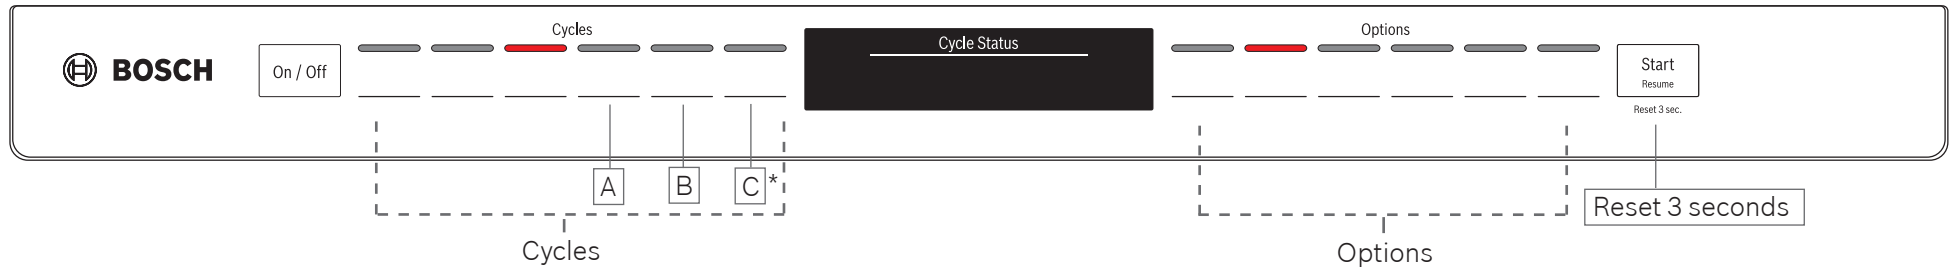 Cycles
Options
BOSCH
On / Off
Cycle Status
Start
Resume
Reset 3 sec.
A
B
C*
Reset 3 seconds
Cycles
Options